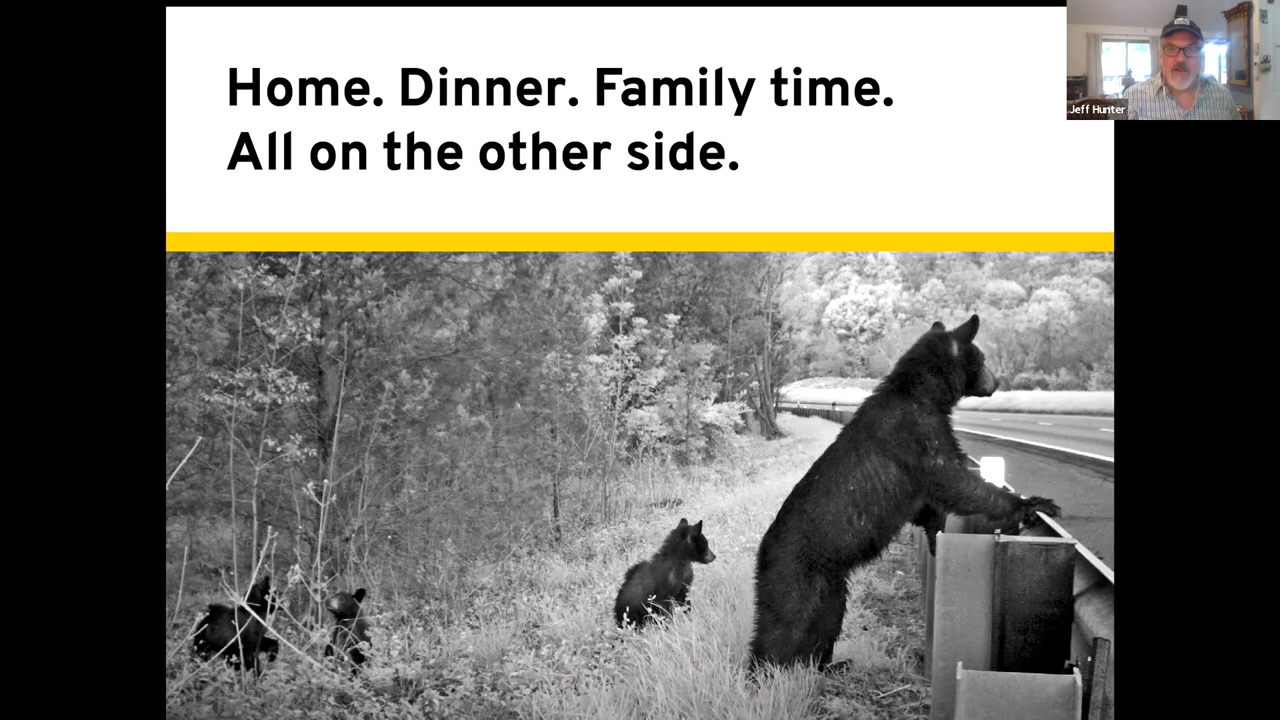 Home. Dinner. Family time.
All on the other side.
Jeff Hunter